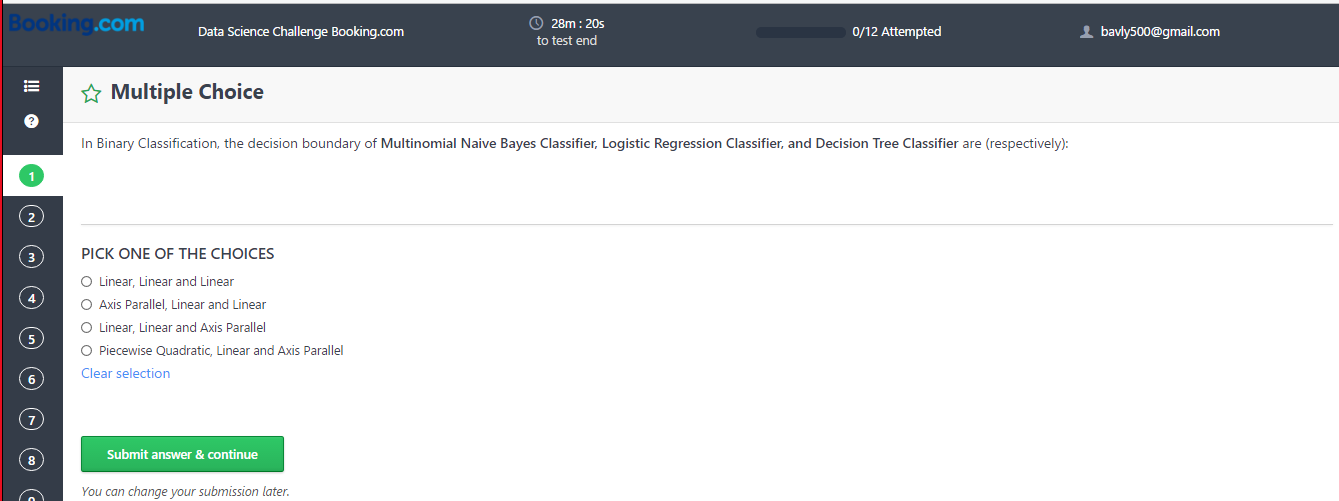 Booking.com
Data Science Challenge Booking.com
28m : 20s
to test end
0/12 Attempted
bavly500@gmail.com
Multiple Choice
In Binary Classification, the decision boundary of Multinomial Naive Bayes Classifier, Logistic Regression Classifier, and Decision Tree Classifier are (respectively):
PICK ONE OF THE CHOICES
Linear, Linear and Linear
Axis Parallel, Linear and Linear
Linear, Linear and Axis Parallel
Piecewise Quadratic, Linear and Axis Parallel
Clear selection
Submit answer & continue
You can change your submission later.
?
1
2
3
4
5
6
7
8